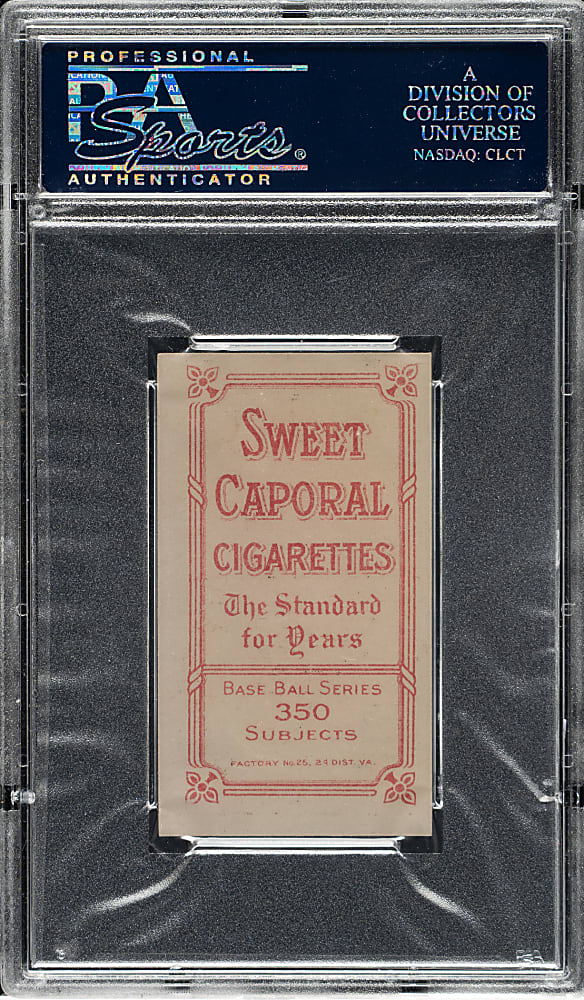 PROFESSIONAL
PSA
Sports®
AUTHENTICATOR
A
DIVISION OF
COLLECTORS
UNIVERSE
NASDAQ: CLCT
SWEET
CAPORAL
CIGARETTES
The Standard
for Years
BASE BALL SERIES
350
SUBJECTS
FACTORY No. 25, 2d DIST. VA.
PSA